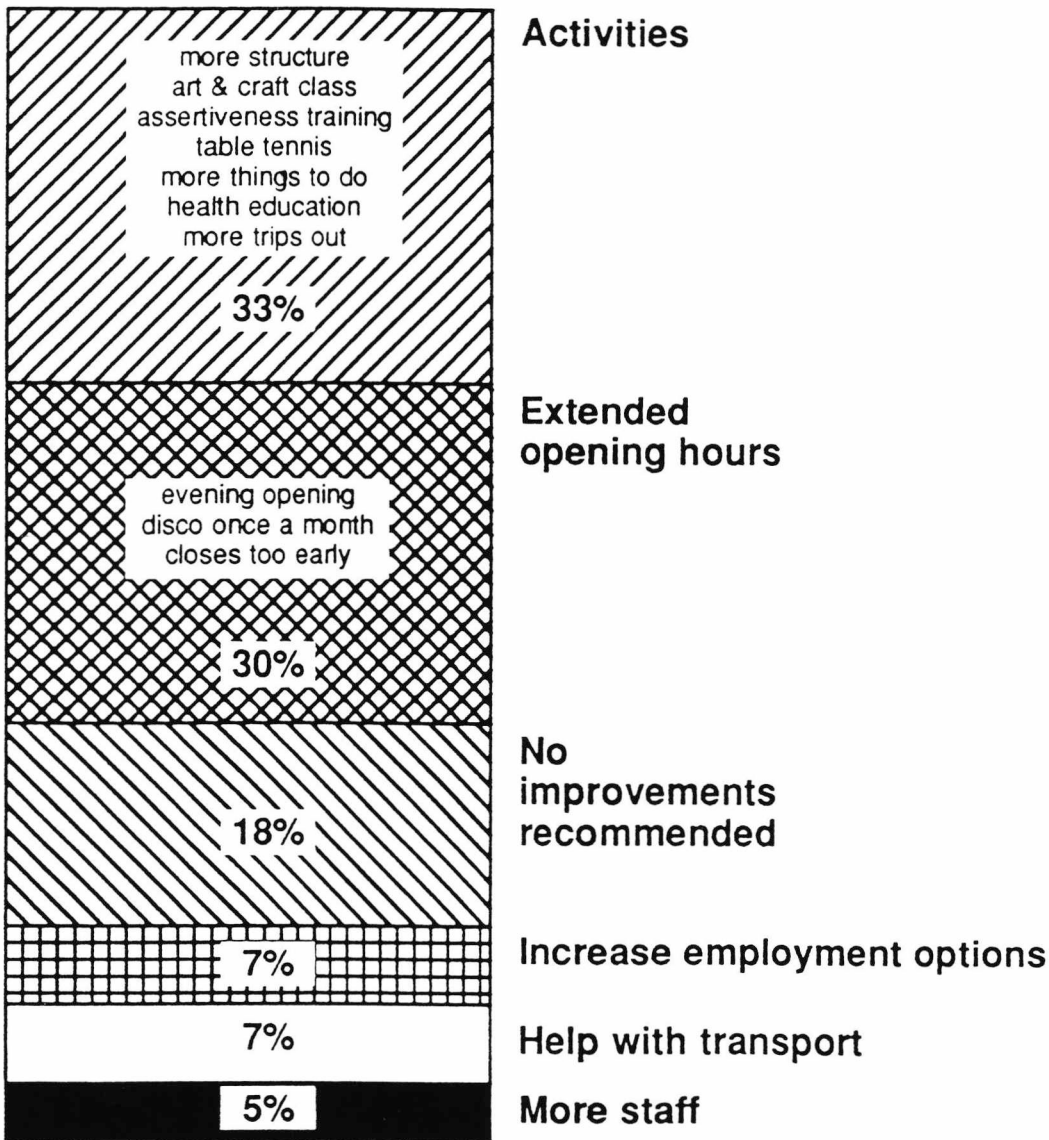 Activities
more structure
art & craft class
assertiveness training
table tennis
more things to do
health education
more trips out
33%
Extended
opening hours
evening opening
disco once a month
closes too early
30%
No
improvements
recommended
18%
Increase employment options
7%
Help with transport
7%
More staff
5%